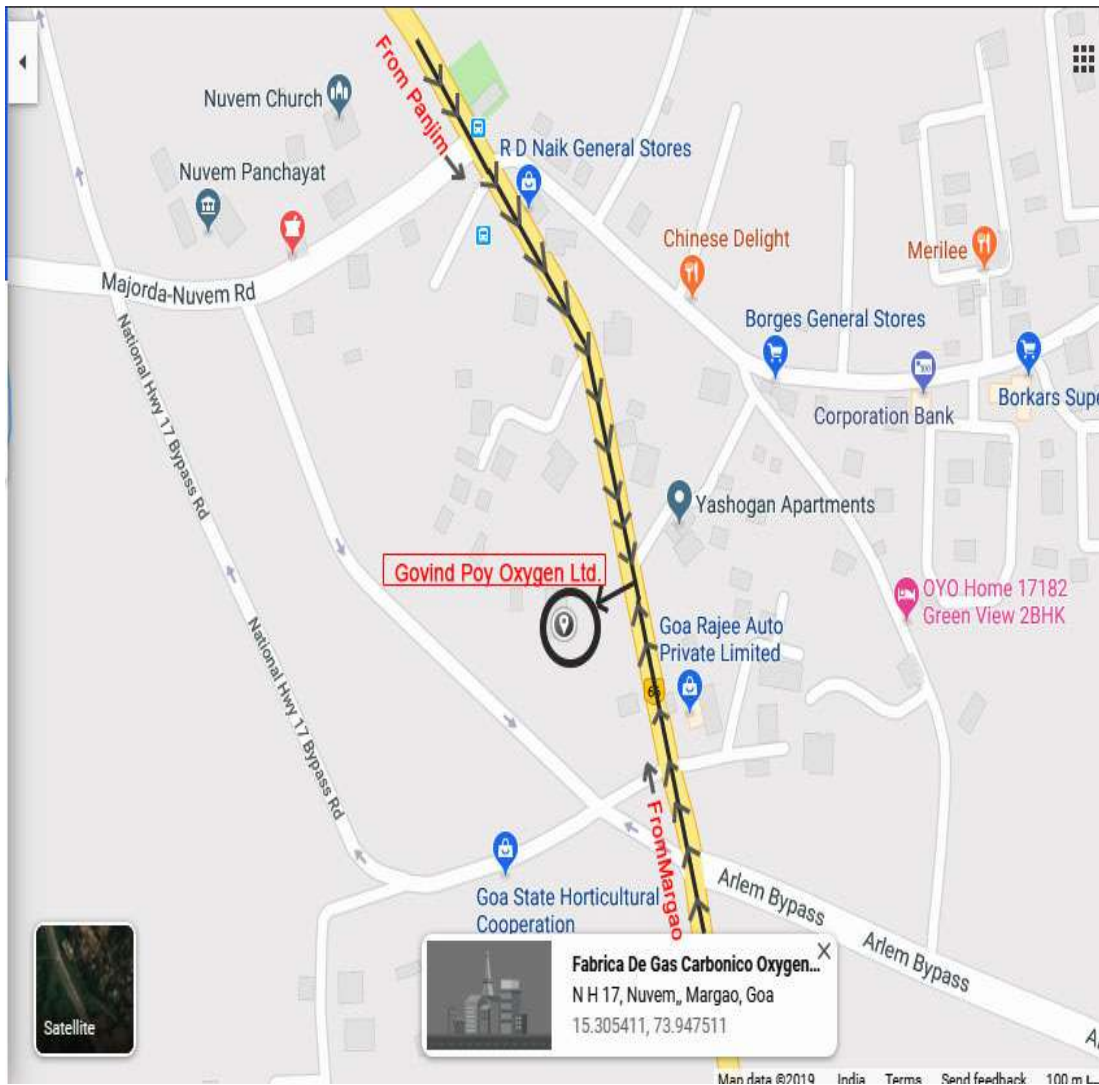 From Panjim
Nuvem Church
R D Naik General Stores
Nuvem Panchayat
Chinese Delight
Merilee
Majorda-Nuvem Rd
Borges General Stores
National Hwy 17 Bypass Rd
Corporation Bank
Borkars Supe
Yashogan Apartments
Govind Poy Oxygen Ltd.
OYO Home 17182
Green View 2BHK
Goa Rajee Auto
Private Limited
National Hwy 17 Bypass Rd
66
From Margao
Goa State Horticultural
Cooperation
Arlem Bypass
Arlem Bypass
Satellite
Fabrica De Gas Carbonico Oxygen...
N H 17, Nuvem,, Margao, Goa
15.305411, 73.947511
Map data ©2019 India Terms Send feedback 100 m